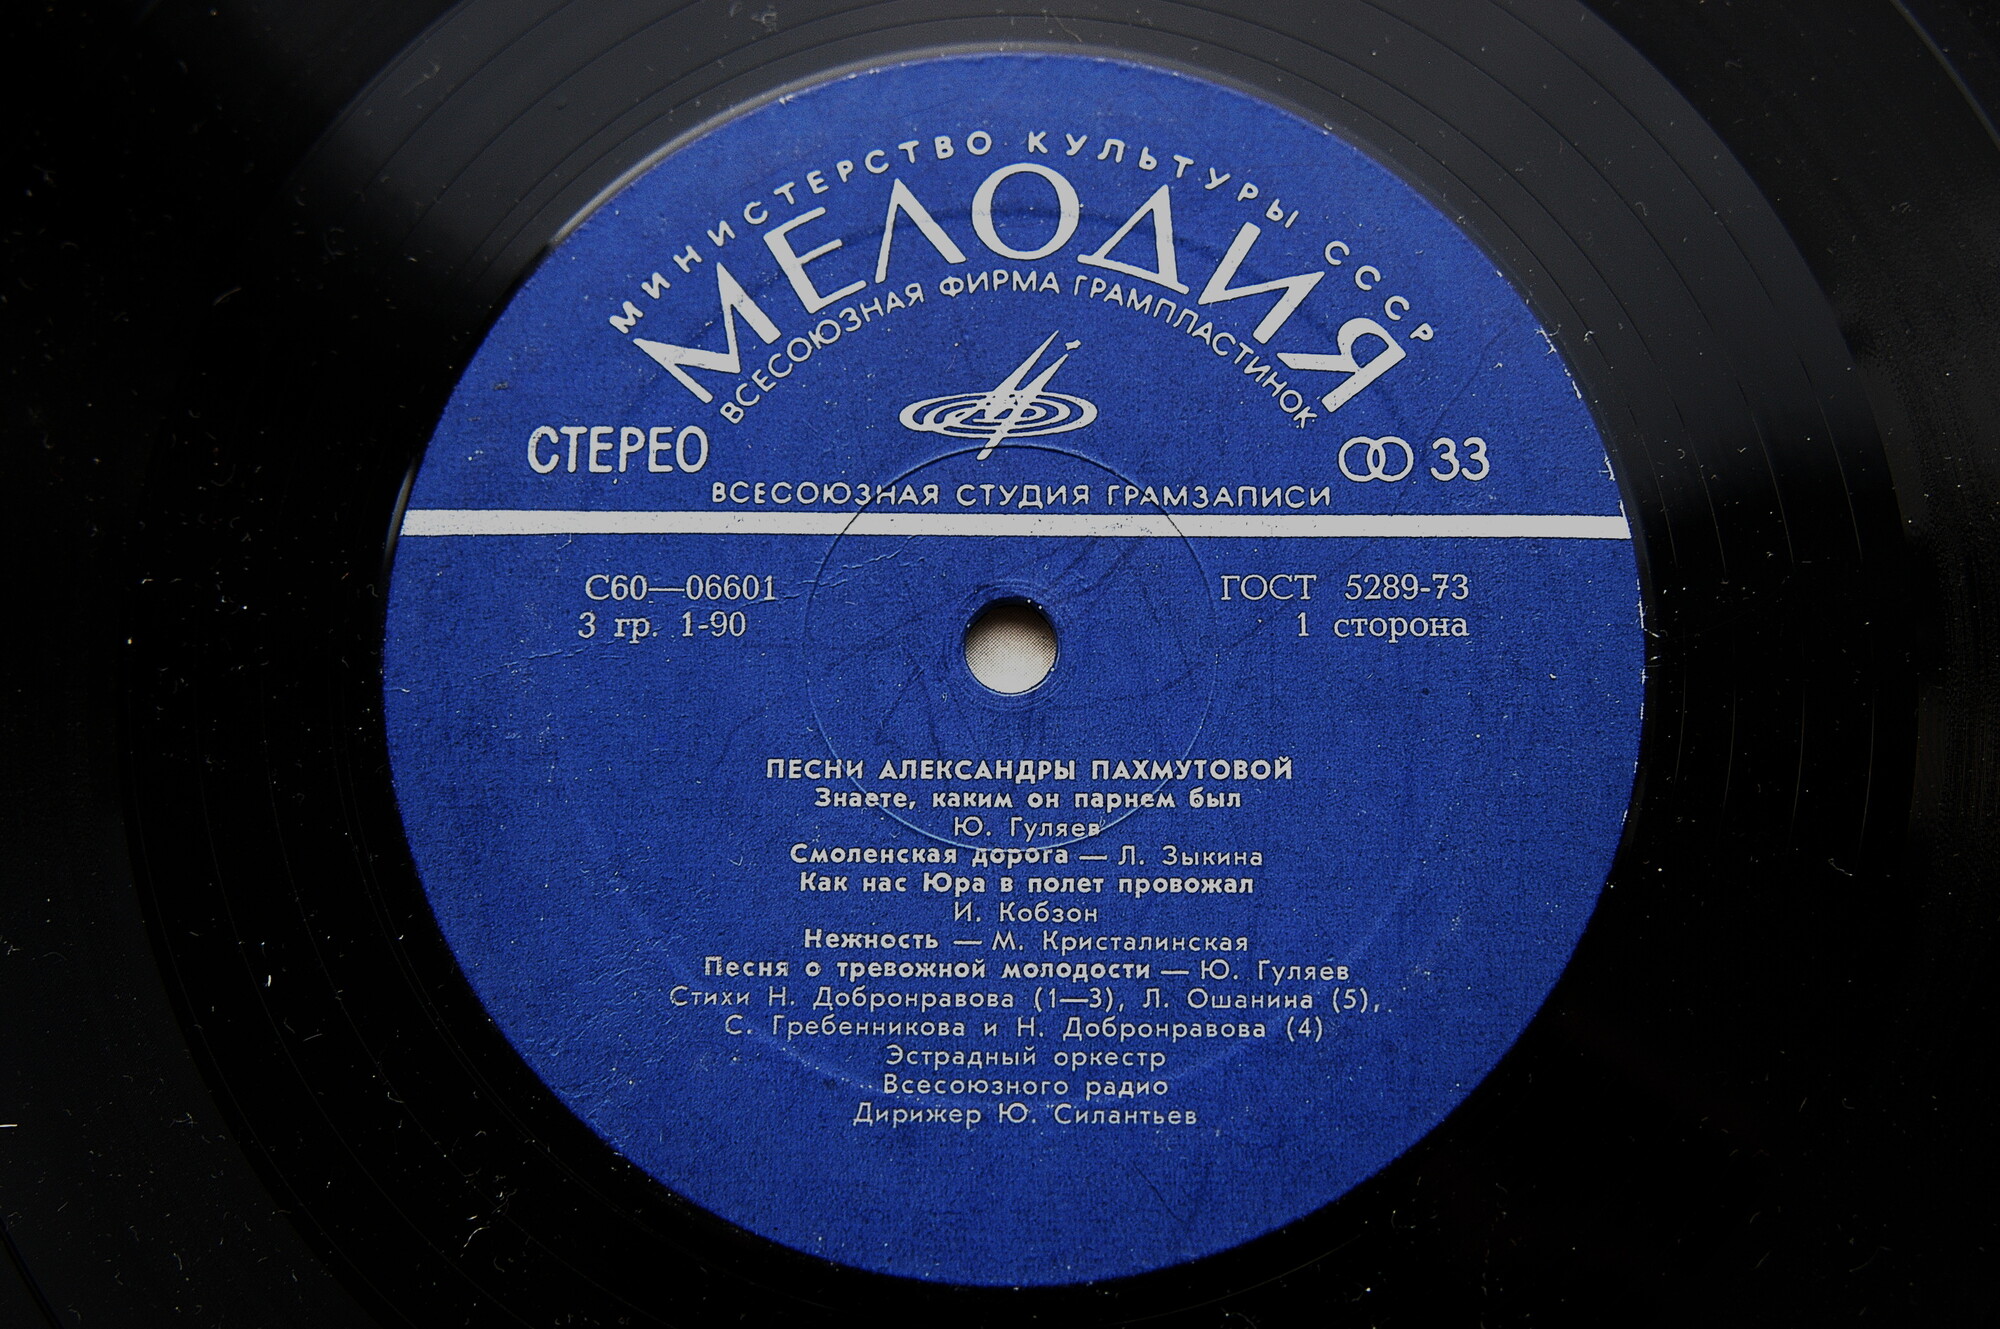 МИНИСТЕРСТВО КУЛЬТУРЫ СССР
МЕЛОДИЯ
ВСЕСОЮЗНАЯ ФИРМА ГРАМПЛАСТИНОК
СТЕРЕО
33
ВСЕСОЮЗНАЯ СТУДИЯ ГРАМЗАПИСИ
С60—06601
ГОСТ 5289-73
3 гр. 1-90
1 сторона
ПЕСНИ АЛЕКСАНДРЫ ПАХМУТОВОЙ
Знаете, каким он парнем был
Ю. Гуляев
Смоленская дорога — Л. Зыкина
Как нас Юра в полет провожал
И. Кобзон
Нежность — М. Кристалинская
Песня о тревожной молодости — Ю. Гуляев
Стихи Н. Добронравова (1—3), Л. Ошанина (5),
С. Гребенникова и Н. Добронравова (4)
Эстрадный оркестр
Всесоюзного радио
Дирижер Ю. Силантьев